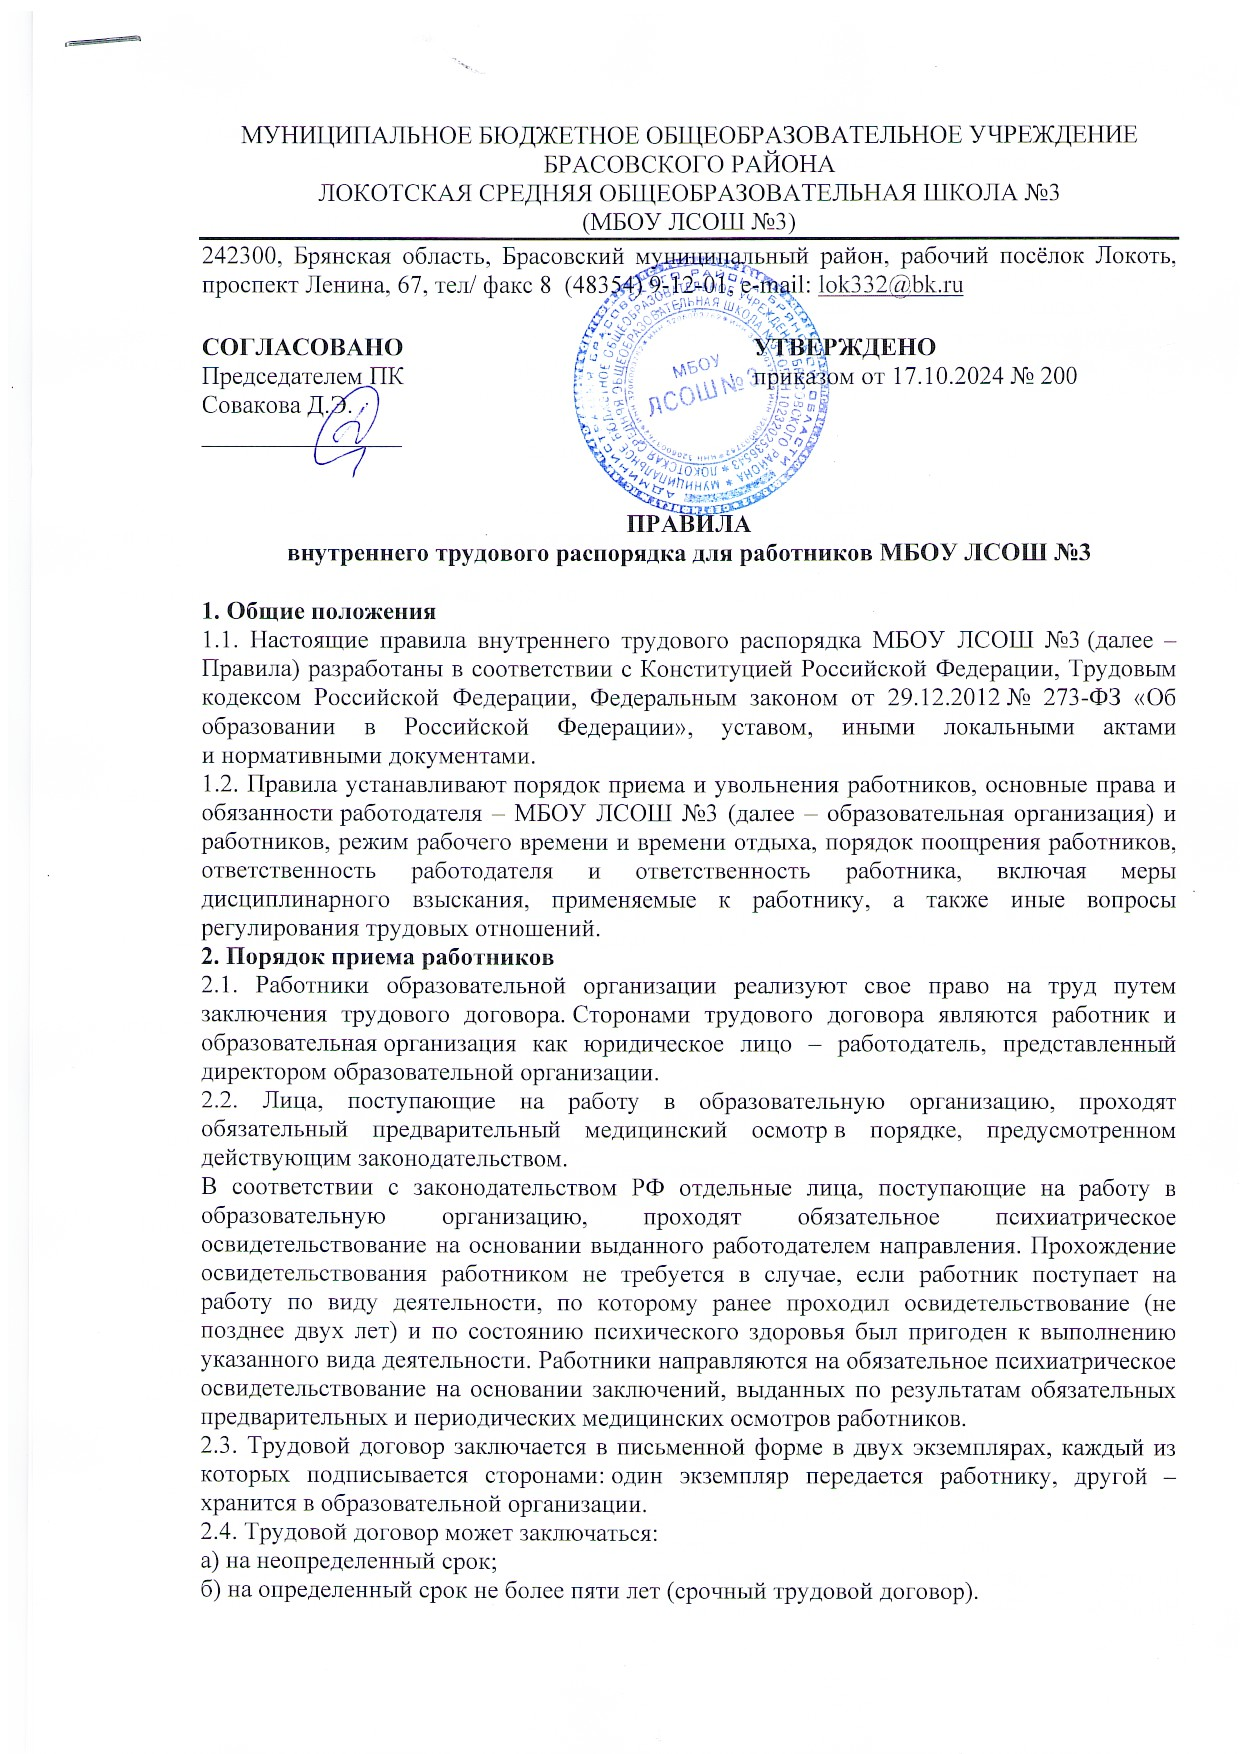 МУНИЦИПАЛЬНОЕ БЮДЖЕТНОЕ ОБЩЕОБРАЗОВАТЕЛЬНОЕ УЧРЕЖДЕНИЕ
БРАСОВСКОГО РАЙОНА
ЛОКОТСКАЯ СРЕДНЯЯ ОБЩЕОБРАЗОВАТЕЛЬНАЯ ШКОЛА №3
(МБОУ ЛСОШ №3)
242300, Брянская область, Брасовский муниципальный район, рабочий посёлок Локоть,
проспект Ленина, 67, тел/ факс 8 (48354) 9-12-01, e-mail: lok332@bk.ru
СОГЛАСОВАНО
Председателем ПК
Совакова Д.Э.
УТВЕРЖДЕНО
приказом от 17.10.2024 № 200
МБОУ
ЛСОШ № 3
ПРАВИЛА
внутреннего трудового распорядка для работников МБОУ ЛСОШ №3
1. Общие положения
1.1. Настоящие правила внутреннего трудового распорядка МБОУ ЛСОШ №3 (далее –
Правила) разработаны в соответствии с Конституцией Российской Федерации, Трудовым
кодексом Российской Федерации, Федеральным законом от 29.12.2012 № 273-ФЗ «Об
образовании в Российской Федерации», уставом, иными локальными актами
и нормативными документами.
1.2. Правила устанавливают порядок приема и увольнения работников, основные права и
обязанности работодателя – МБОУ ЛСОШ №3 (далее – образовательная организация) и
работников, режим рабочего времени и времени отдыха, порядок поощрения работников,
ответственность работодателя и ответственность работника, включая меры
дисциплинарного взыскания, применяемые к работнику, а также иные вопросы
регулирования трудовых отношений.
2. Порядок приема работников
2.1. Работники образовательной организации реализуют свое право на труд путем
заключения трудового договора. Сторонами трудового договора являются работник и
образовательная организация как юридическое лицо – работодатель, представленный
директором образовательной организации.
2.2. Лица, поступающие на работу в образовательную организацию, проходят
обязательный предварительный медицинский осмотр в порядке, предусмотренном
действующим законодательством.
В соответствии с законодательством РФ отдельные лица, поступающие на работу в
образовательную организацию, проходят обязательное психиатрическое
освидетельствование на основании выданного работодателем направления. Прохождение
освидетельствования работником не требуется в случае, если работник поступает на
работу по виду деятельности, по которому ранее проходил освидетельствование (не
позднее двух лет) и по состоянию психического здоровья был пригоден к выполнению
указанного вида деятельности. Работники направляются на обязательное психиатрическое
освидетельствование на основании заключений, выданных по результатам обязательных
предварительных и периодических медицинских осмотров работников.
2.3. Трудовой договор заключается в письменной форме в двух экземплярах, каждый из
которых подписывается сторонами: один экземпляр передается работнику, другой –
хранится в образовательной организации.
2.4. Трудовой договор может заключаться:
а) на неопределенный срок;
б) на определенный срок не более пяти лет (срочный трудовой договор).